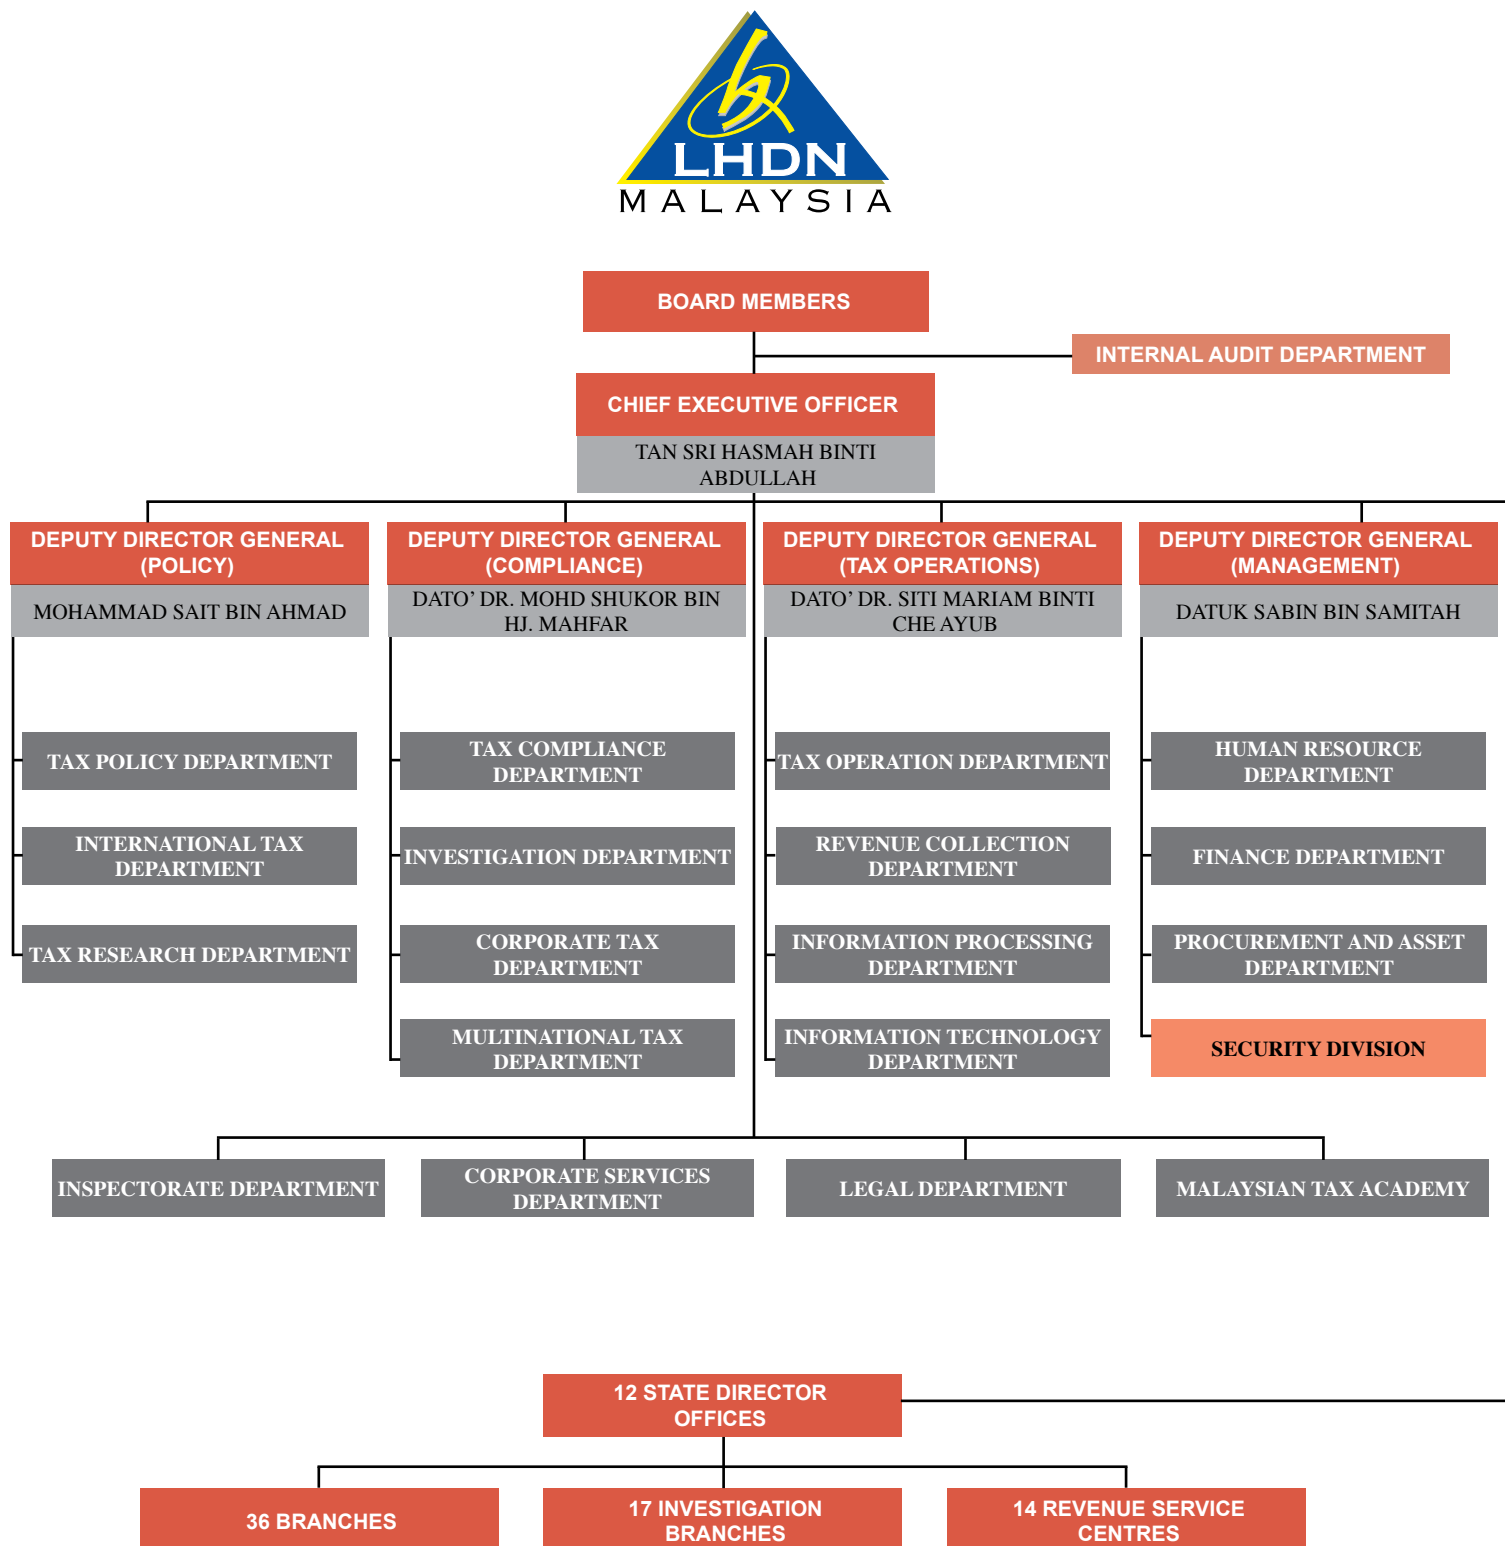 LHDN
MALAYSIA
BOARD MEMBERS
INTERNAL AUDIT DEPARTMENT
CHIEF EXECUTIVE OFFICER
TAN SRI HASMAH BINTI
ABDULLAH
DEPUTY DIRECTOR GENERAL
(POLICY)
MOHAMMAD SAIT BIN AHMAD
DEPUTY DIRECTOR GENERAL
(COMPLIANCE)
DATO’ DR. MOHD SHUKOR BIN
HJ. MAHFAR
DEPUTY DIRECTOR GENERAL
(TAX OPERATIONS)
DATO’ DR. SITI MARIAM BINTI
CHE AYUB
DEPUTY DIRECTOR GENERAL
(MANAGEMENT)
DATUK SABIN BIN SAMITAH
TAX POLICY DEPARTMENT
INTERNATIONAL TAX
DEPARTMENT
TAX RESEARCH DEPARTMENT
TAX COMPLIANCE
DEPARTMENT
INVESTIGATION DEPARTMENT
CORPORATE TAX
DEPARTMENT
MULTINATIONAL TAX
DEPARTMENT
TAX OPERATION DEPARTMENT
REVENUE COLLECTION
DEPARTMENT
INFORMATION PROCESSING
DEPARTMENT
INFORMATION TECHNOLOGY
DEPARTMENT
HUMAN RESOURCE
DEPARTMENT
FINANCE DEPARTMENT
PROCUREMENT AND ASSET
DEPARTMENT
SECURITY DIVISION
INSPECTORATE DEPARTMENT
CORPORATE SERVICES
DEPARTMENT
LEGAL DEPARTMENT
MALAYSIAN TAX ACADEMY
12 STATE DIRECTOR
OFFICES
36 BRANCHES
17 INVESTIGATION
BRANCHES
14 REVENUE SERVICE
CENTRES